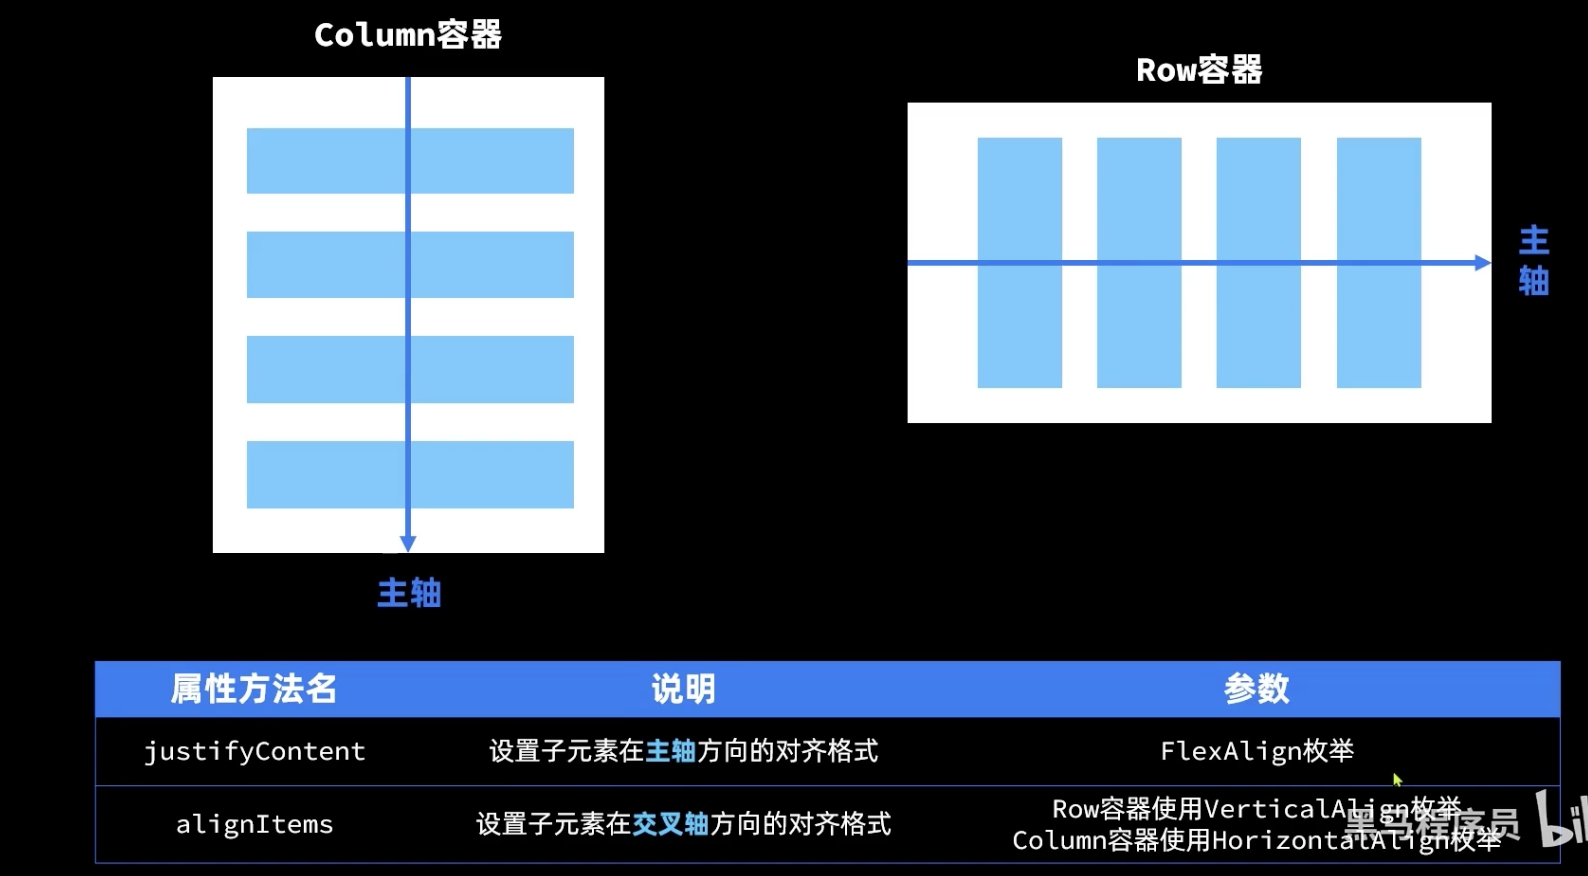 Column容器
Row容器
主
轴
主轴
属性方法名
说明
参数
justifyContent
设置子元素在主轴方向的对齐格式
FlexAlign枚举
alignItems
设置子元素在交叉轴方向的对齐格式
Row容器使用VerticalAlign枚举
Column容器使用HorizontalAlign枚举
黑马程序员